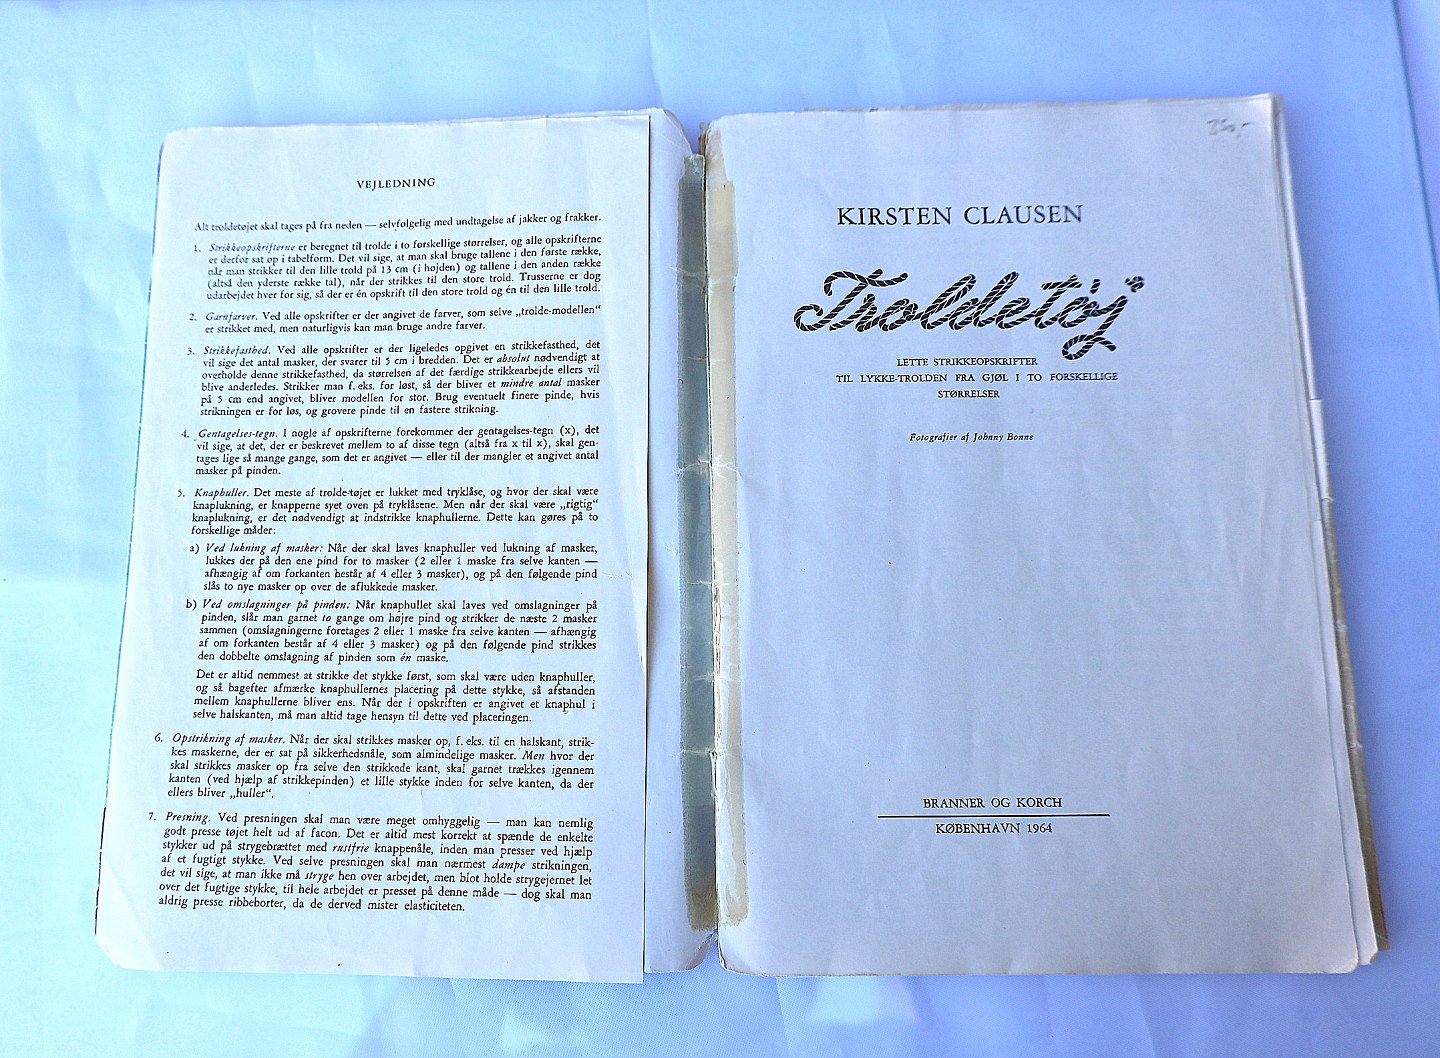 VEJLEDNING
Alt troldetøjet skal tages på fra neden — selvfølgelig med undtagelse af jakker og frakker.
1. Strikkeopskrifterne er beregnet til trolde i to forskellige størrelser, og alle opskrifterne
er derfor sat op i tabelform. Det vil sige, at man skal bruge tallene i den første række,
når man strikker til den lille trold på 13 cm (i højden) og tallene i den anden række
(altså den yderste række tal), når der strikkes til den store trold. Trusserne er dog
udarbejdet hver for sig, så der er én opskrift til den store trold og én til den lille trold.
2. Garnfarver. Ved alle opskrifter er der angivet de farver, som selve „trolde-modellen“
er strikket med, men naturligvis kan man bruge andre farver.
3. Strikkefasthed. Ved alle opskrifter er der ligeledes opgivet en strikkefasthed, det
vil sige det antal masker, der svarer til 5 cm i bredden. Det er absolut nødvendigt at
overholde denne strikkefasthed, da størrelsen af det færdige strikkearbejde ellers vil
blive anderledes. Strikker man f. eks. for løst, så der bliver et mindre antal masker
på 5 cm end angivet, bliver modellen for stor. Brug eventuelt finere pinde, hvis
strikningen er for løs, og grovere pinde til en fastere strikning.
4. Gentagelses-tegn. I nogle af opskrifterne forekommer der gentagelses-tegn (x), det
vil sige, at det, der er beskrevet mellem to af disse tegn (altså fra x til x), skal gen-
tages lige så mange gange, som det er angivet — eller til der mangler et angivet antal
masker på pinden.
5. Knaphuller. Det meste af trolde-tøjet er lukket med tryklåse, og hvor der skal være
knaplukning, er knapperne syet oven på tryklåsene. Men når der skal være „rigtig“
knaplukning, er det nødvendigt at indstrikke knaphullerne. Dette kan gøres på to
forskellige måder:
a) Ved lukning af masker: Når der skal laves knaphuller ved lukning af masker,
lukkes der på den ene pind for to masker (2 eller 1 maske fra selve kanten —
afhængig af om forkanten består af 4 eller 3 masker), og på den følgende pind
slås to nye masker op over de aflukkede masker.
b) Ved omslagninger på pinden: Når knaphullet skal laves ved omslagninger på
pinden, slår man garnet to gange om højre pind og strikker de næste 2 masker
sammen (omslagningerne foretages 2 eller 1 maske fra selve kanten — afhængig
af om forkanten består af 4 eller 3 masker) og på den følgende pind strikkes
den dobbelte omslagning af pinden som én maske.
Det er altid nemmest at strikke det stykke først, som skal være uden knaphuller,
og så bagefter afmærke knaphullernes placering på dette stykke, så afstanden
mellem knaphullerne bliver ens. Når der i opskriften er angivet et knaphul i
selve halskanten, må man altid tage hensyn til dette ved placeringen.
6. Opstrikning af masker. Når der skal strikkes masker op, f. eks. til en halskant, strik-
kes maskerne, der er sat på sikkerhedsnåle, som almindelige masker. Men hvor der
skal strikkes masker op fra selve den strikkede kant, skal garnet trækkes igennem
kanten (ved hjælp af strikkepinden) et lille stykke inden for selve kanten, da der
ellers bliver „huller“.
7. Presning. Ved presningen skal man være meget omhyggelig — man kan nemlig
godt presse tøjet helt ud af facon. Det er altid mest korrekt at spænde de enkelte
stykker ud på strygebrættet med rustfrie knappenåle, inden man presser ved hjælp
af et fugtigt stykke. Ved selve presningen skal man nærmest dampe strikningen,
det vil sige, at man ikke må stryge hen over arbejdet, men blot holde strygejernet let
over det fugtige stykke, til hele arbejdet er presset på denne måde — dog skal man
aldrig presse ribbeborter, da de derved mister elasticiteten.
KIRSTEN CLAUSEN
Troldetøj
LETTE STRIKKEOPSKRIFTER
TIL LYKKE-TROLDEN FRA GJØL I TO FORSKELLIGE
STØRRELSER
Fotografier af Johnny Bonne
BRANNER OG KORCH
KØBENHAVN 1964